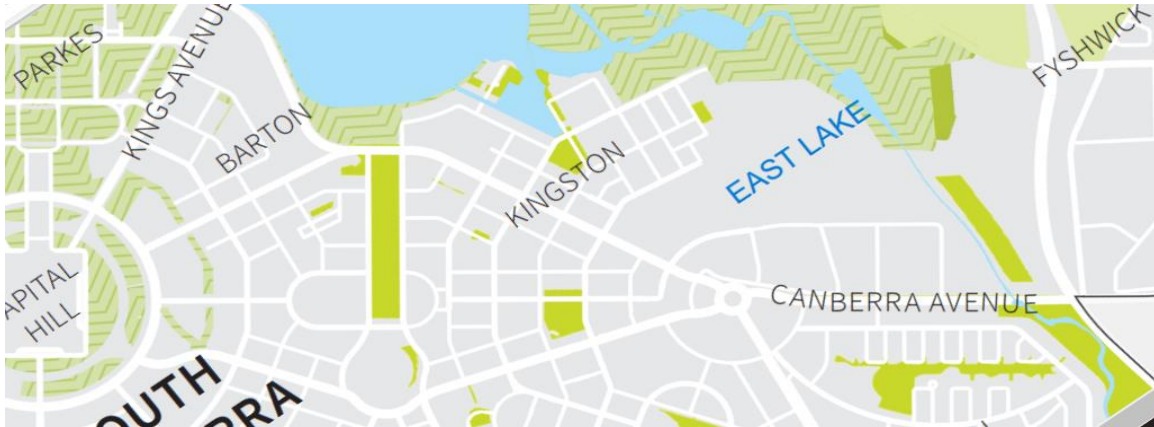 PARKES
KINGS AVENUE
BARTON
KINGSTON
EAST LAKE
FYSHWICK
CANBERRA AVENUE
APITAL
HILL
OUTH
RRA